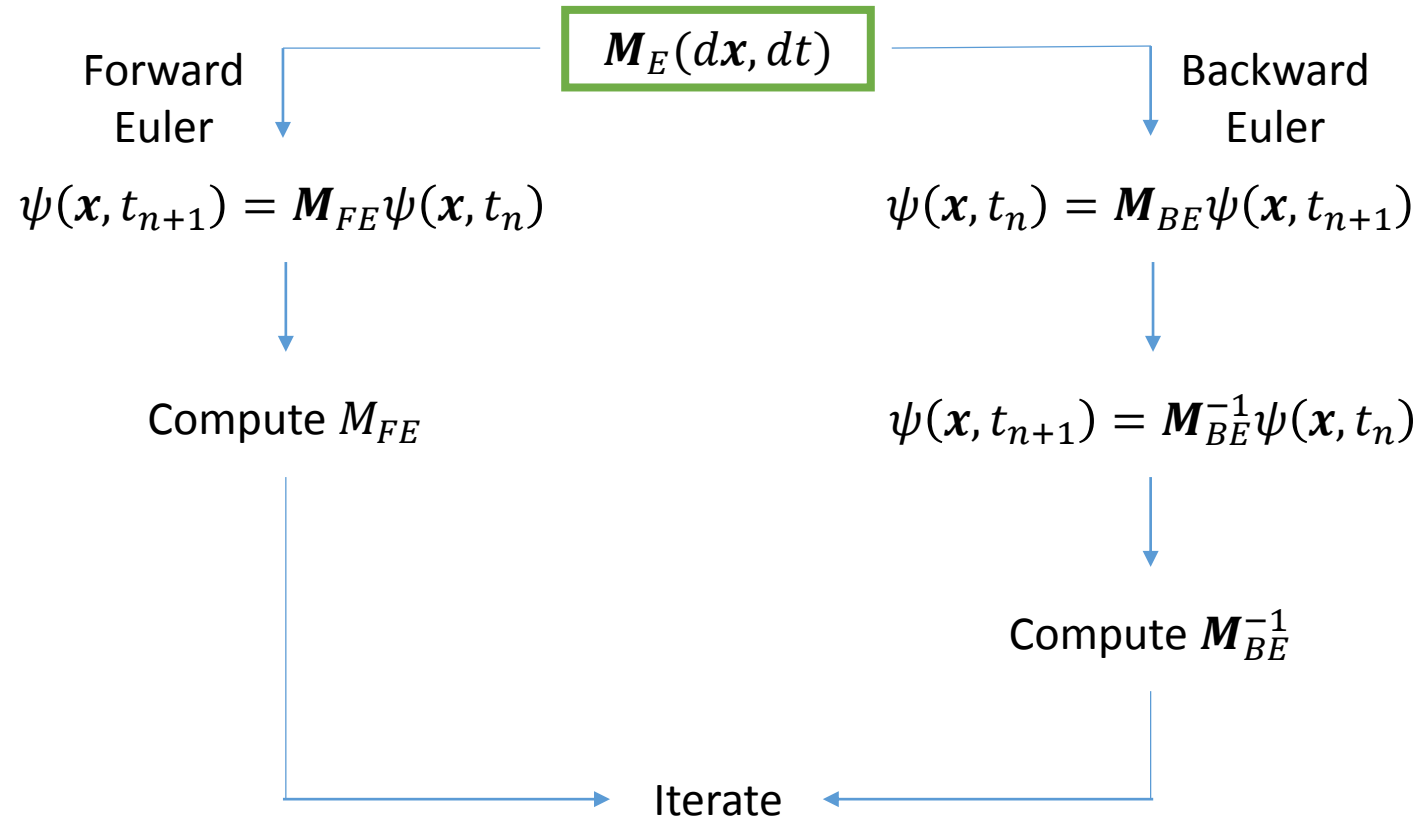 𝑴_𝐸(𝑑𝒙, 𝑑𝑡)
Forward
Euler
Backward
Euler
𝜓(𝒙, 𝑡_{𝑛+1}) = 𝑴_{𝐹𝐸}𝜓(𝒙, 𝑡_𝑛)
𝜓(𝒙, 𝑡_𝑛) = 𝑴_{𝐵𝐸}𝜓(𝒙, 𝑡_{𝑛+1})
Compute 𝑀_{𝐹𝐸}
𝜓(𝒙, 𝑡_{𝑛+1}) = 𝑴_{𝐵𝐸}^{−1}𝜓(𝒙, 𝑡_𝑛)
Compute 𝑴_{𝐵𝐸}^{−1}
Iterate